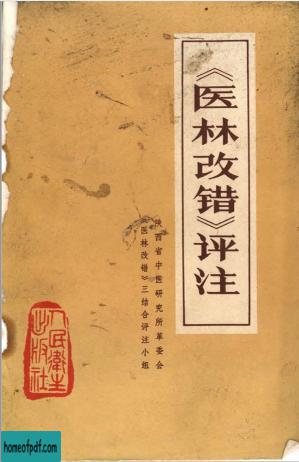 《医林改错》评注
陕西省中医研究所革委会
《医林改错》三结合评注小组
人民卫生
出版社
homeofpdf.com